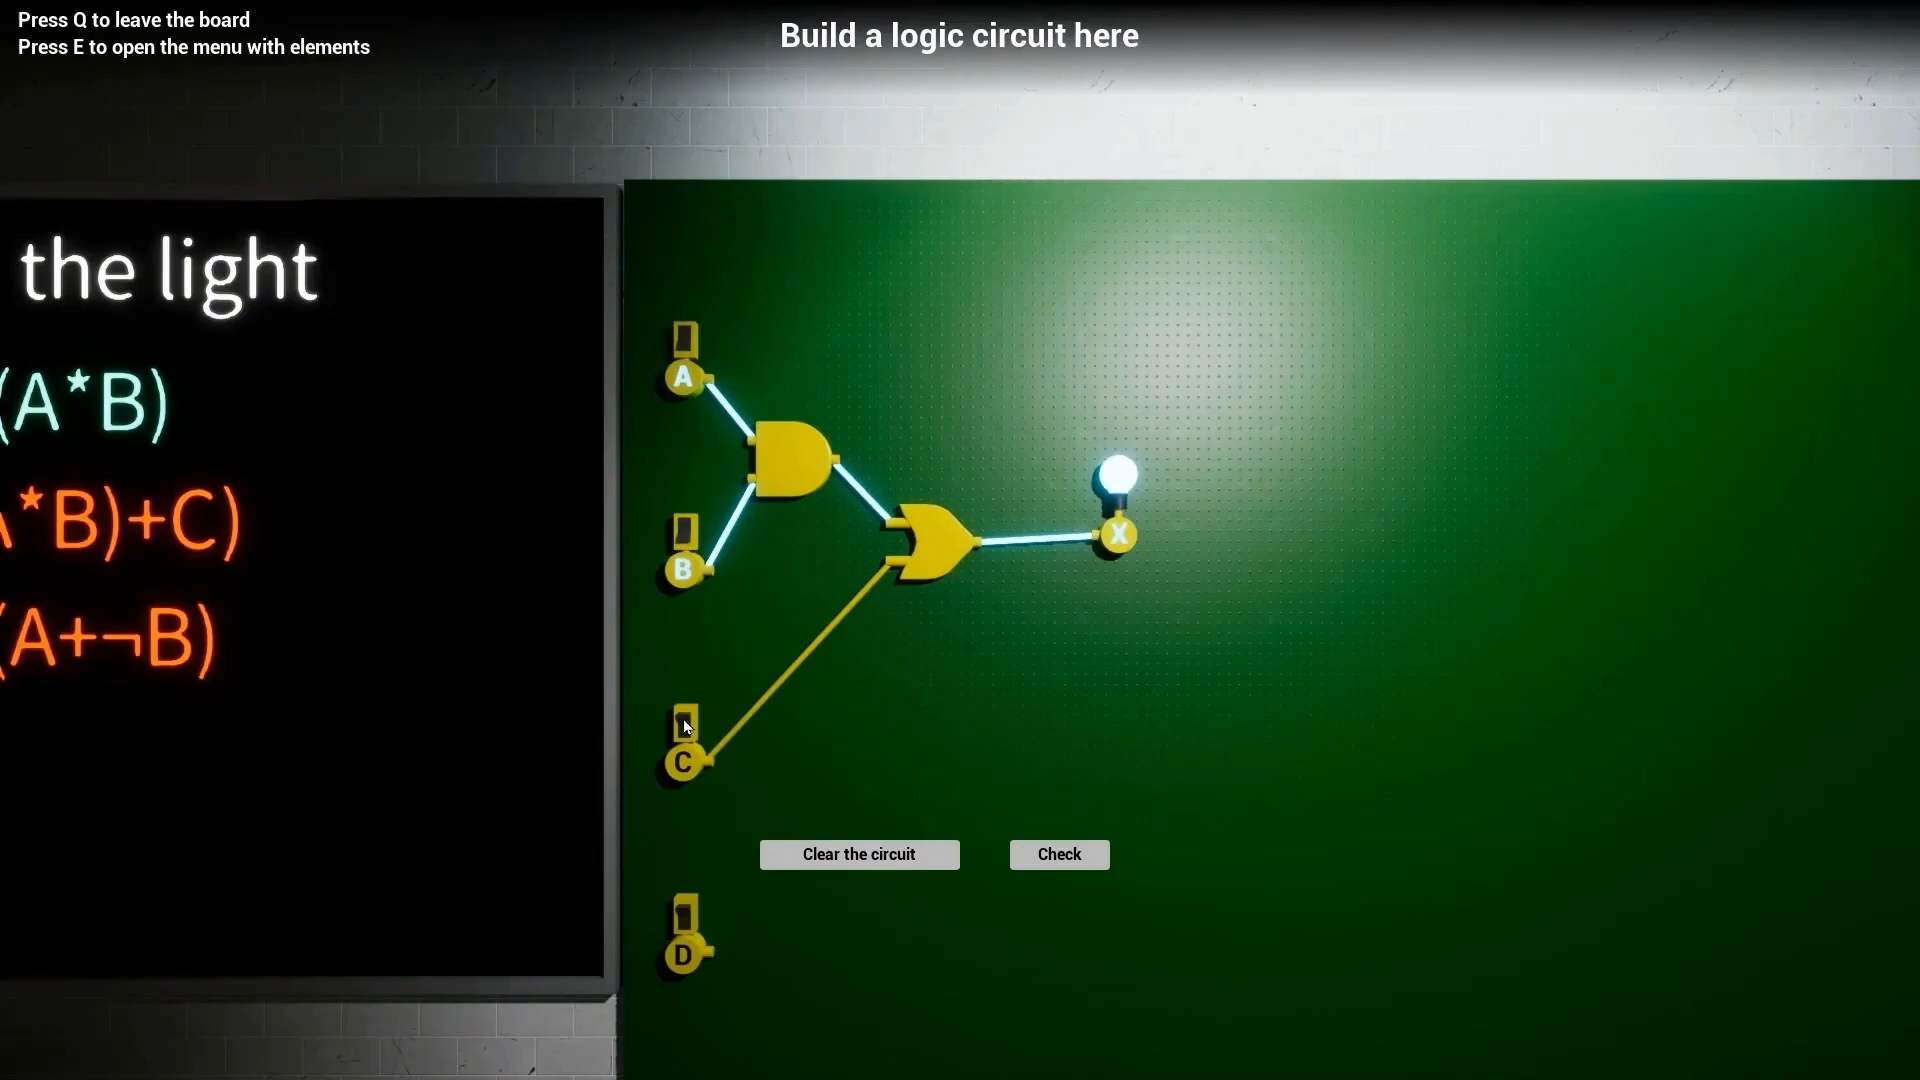 Press Q to leave the board
Press E to open the menu with elements
Build a logic circuit here
the light
(A*B)
*B)+C)
(A+¬B)
A
B
C
D
X
Clear the circuit
Check